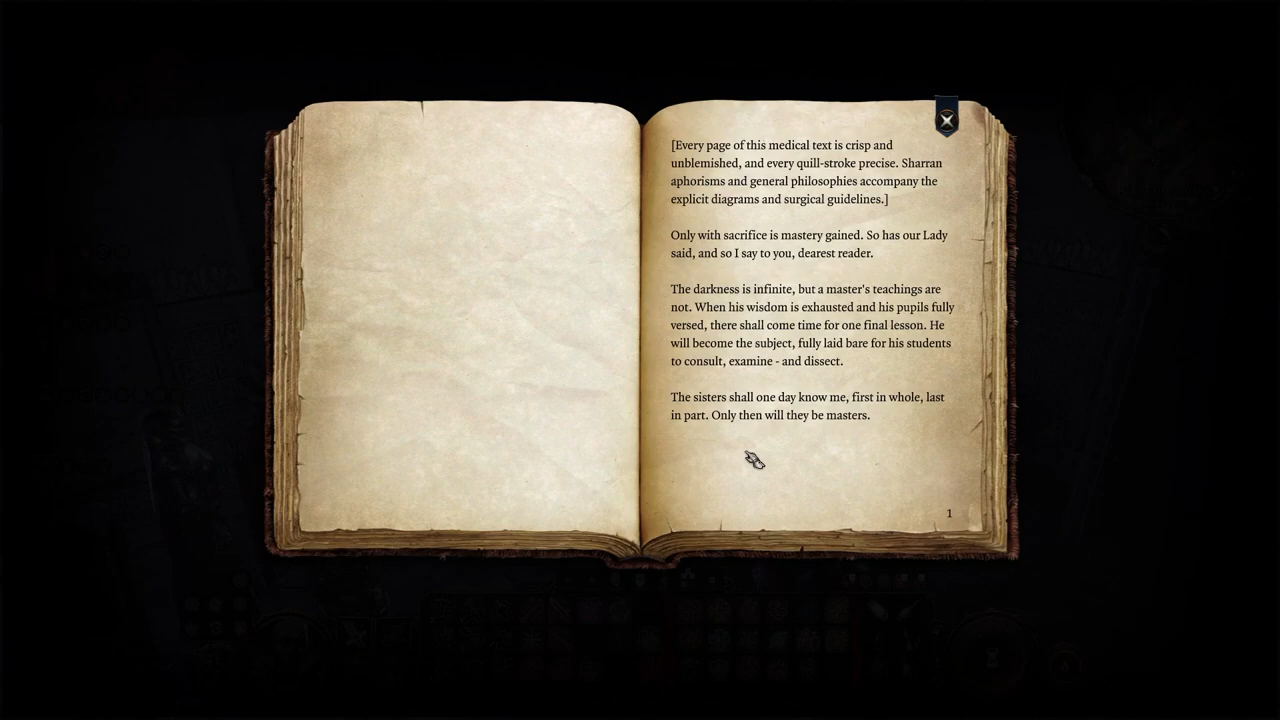 [Every page of this medical text is crisp and
unblemished, and every quill-stroke precise. Sharran
aphorisms and general philosophies accompany the
explicit diagrams and surgical guidelines.]
Only with sacrifice is mastery gained. So has our Lady
said, and so I say to you, dearest reader.
The darkness is infinite, but a master's teachings are
not. When his wisdom is exhausted and his pupils fully
versed, there shall come time for one final lesson. He
will become the subject, fully laid bare for his students
to consult, examine - and dissect.
The sisters shall one day know me, first in whole, last
in part. Only then will they be masters.
1